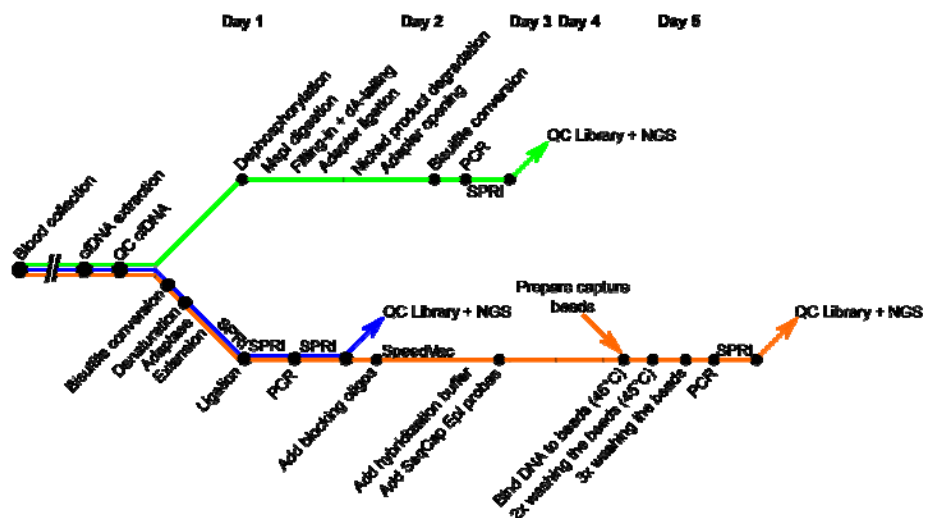 Day 1
Day 2
Day 3
Day 4
Day 5
Dephosphorylation
MspI digestion
Filling-in + dA-tailing
Adapter ligation
Nicked product degradation
Adapter opening
Bisulfite conversion
PCR
SPRI
QC Library + NGS
Blood collection
cfDNA extraction
QC cfDNA
Bisulfite conversion
Denaturation
Adaptase
Extension
SPRI
Ligation
SPRI
PCR
SPRI
QC Library + NGS
Add blocking oligos
SpeedVac
Add hybridization buffer
Add SeqCap Epi probes
Prepare capture
beads
Bind DNA to beads (45°C)
2x washing the beads (45°C)
3x washing the beads
PCR
SPRI
QC Library + NGS